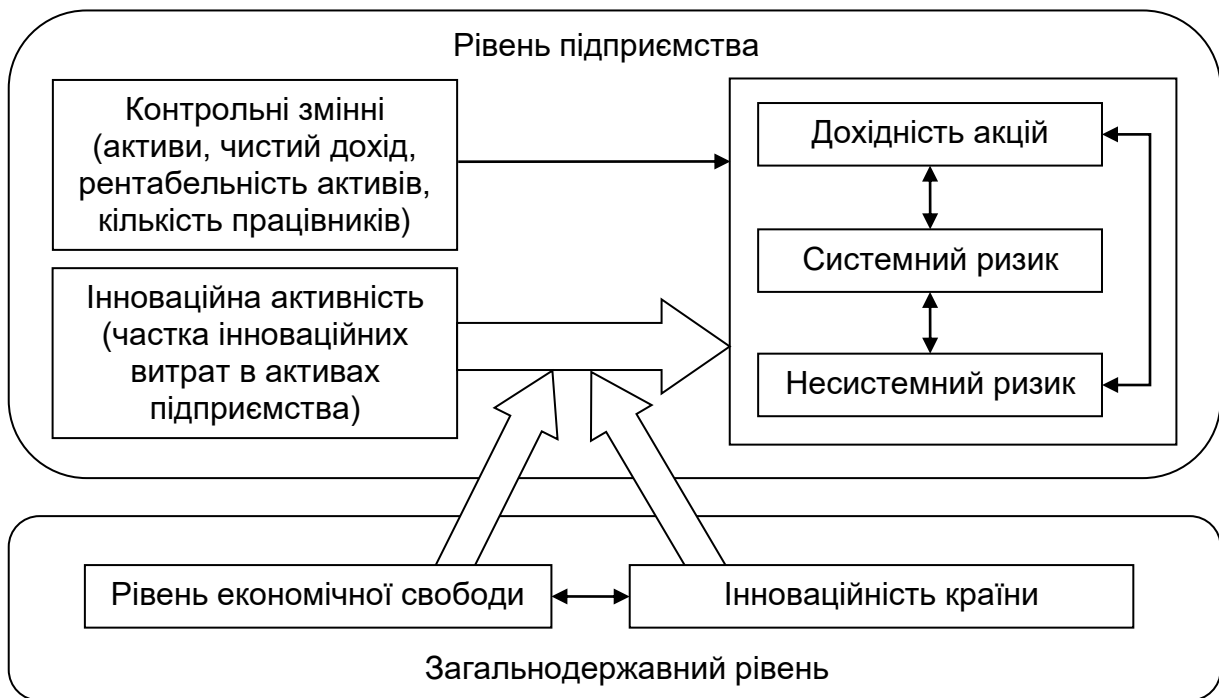 Рівень підприємства
Контрольні змінні
(активи, чистий дохід,
рентабельність активів,
кількість працівників)
Інноваційна активність
(частка інноваційних
витрат в активах
підприємства)
Дохідність акцій
Системний ризик
Несистемний ризик
Рівень економічної свободи
Інноваційність країни
Загальнодержавний рівень